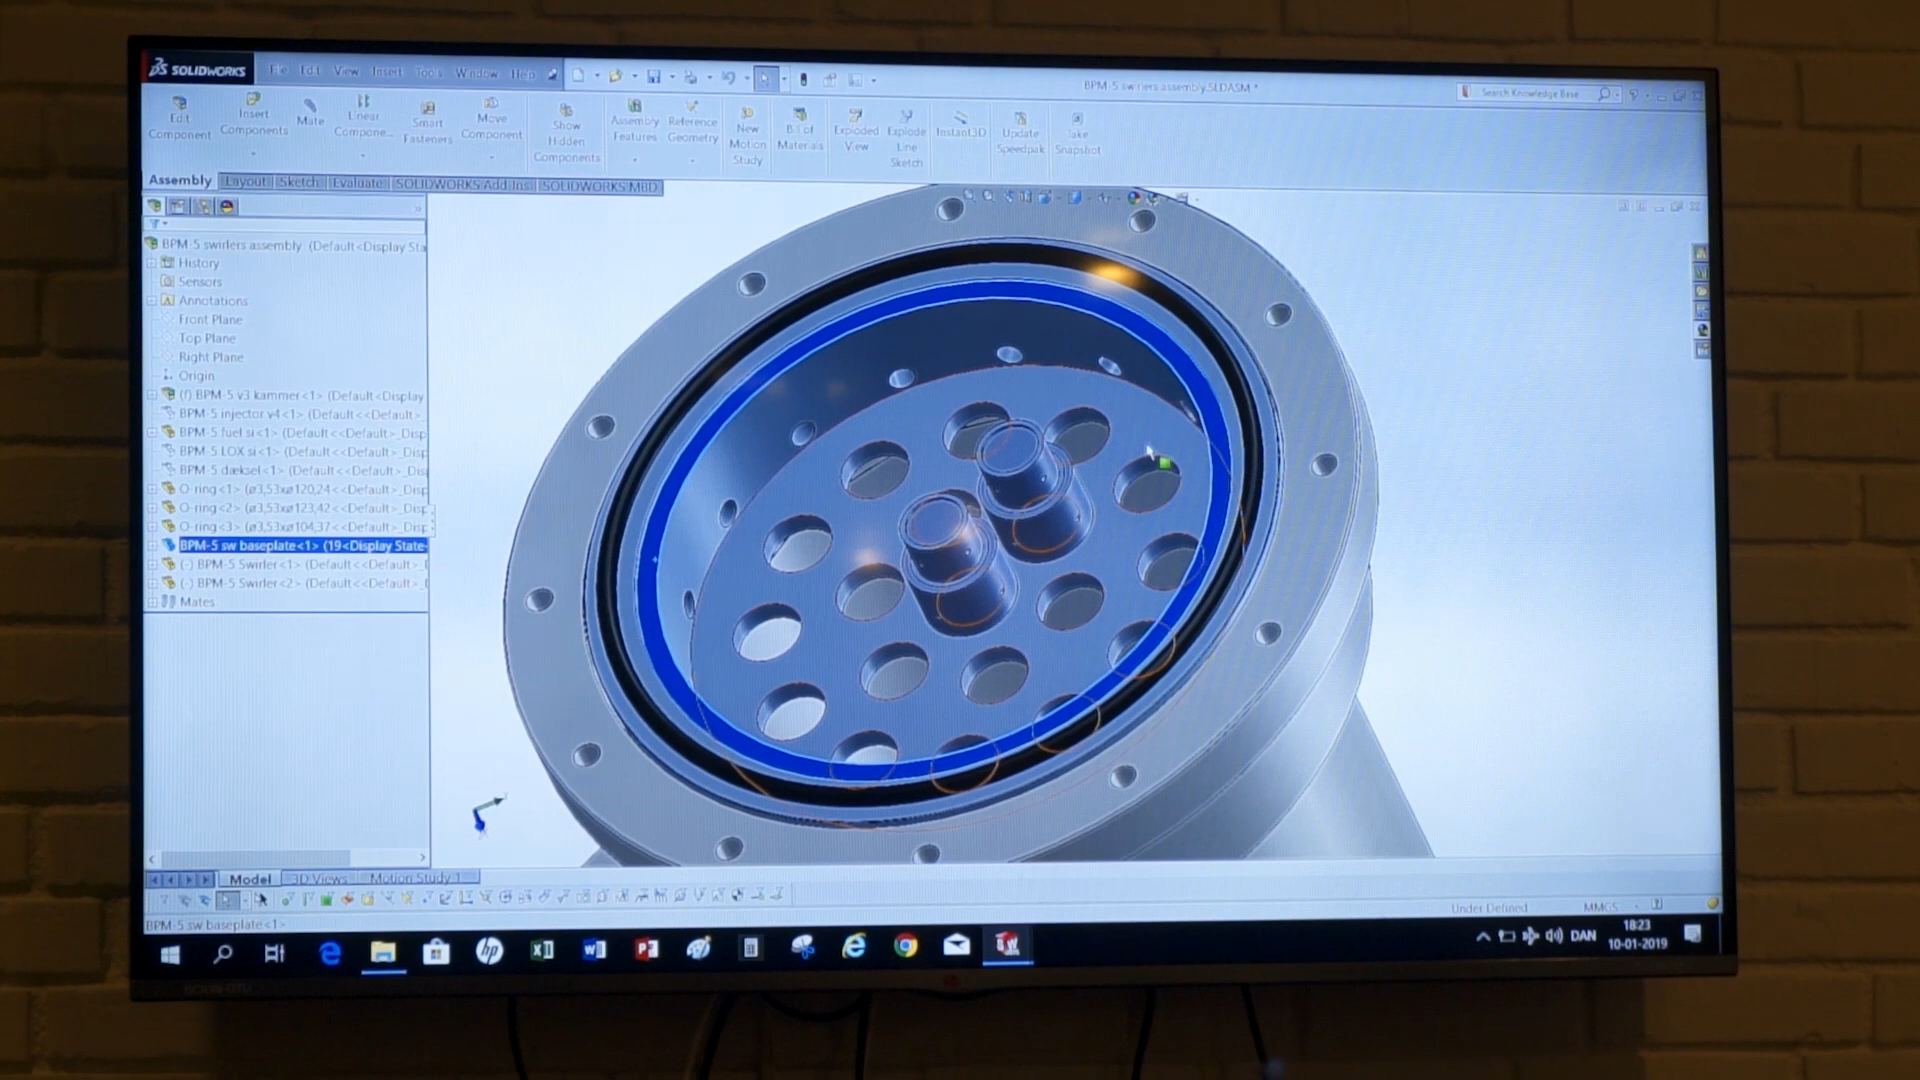 SOLIDWORKS File Edit View Insert Tools Window Help
BPM-5 swirlers assembly.SLDASM *
Search Knowledge Base
Edit Component
Insert Components
Mate
Linear Compone...
Smart Fasteners
Move Component
Show Hidden Components
Assembly Features
Reference Geometry
New Motion Study
Bill of Materials
Exploded View
Explode Line Sketch
Instant3D
Update Speedpak
Take Snapshot
Assembly Layout Sketch Evaluate SOLIDWORKS Add-Ins SOLIDWORKS MBD
BPM-5 swirlers assembly (Default<Display Sta
History
Sensors
Annotations
Front Plane
Top Plane
Right Plane
Origin
(f) BPM-5 v3 kammer<1> (Default<Display
BPM-5 injector v4<1> (Default<<Default>
BPM-5 fuel si<1> (Default<<Default>_Disp
BPM-5 LOX si<1> (Default<<Default>_Disp
BPM-5 dæksel<1> (Default<<Default>_Disp
O-ring<1> (ø3,53xø120,24<<Default>_Disp
O-ring<2> (ø3,53xø123,42<<Default>_Disp
O-ring<3> (ø3,53xø104,37<<Default>_Disp
BPM-5 sw baseplate<1> (19<Display State-
(-) BPM-5 Swirler<1> (Default<<Default>_
(-) BPM-5 Swirler<2> (Default<<Default>_
Mates
Model 3D Views Motion Study 1
BPM-5 sw baseplate<1>
Under Defined MMGS
DAN
18:23
10-01-2019